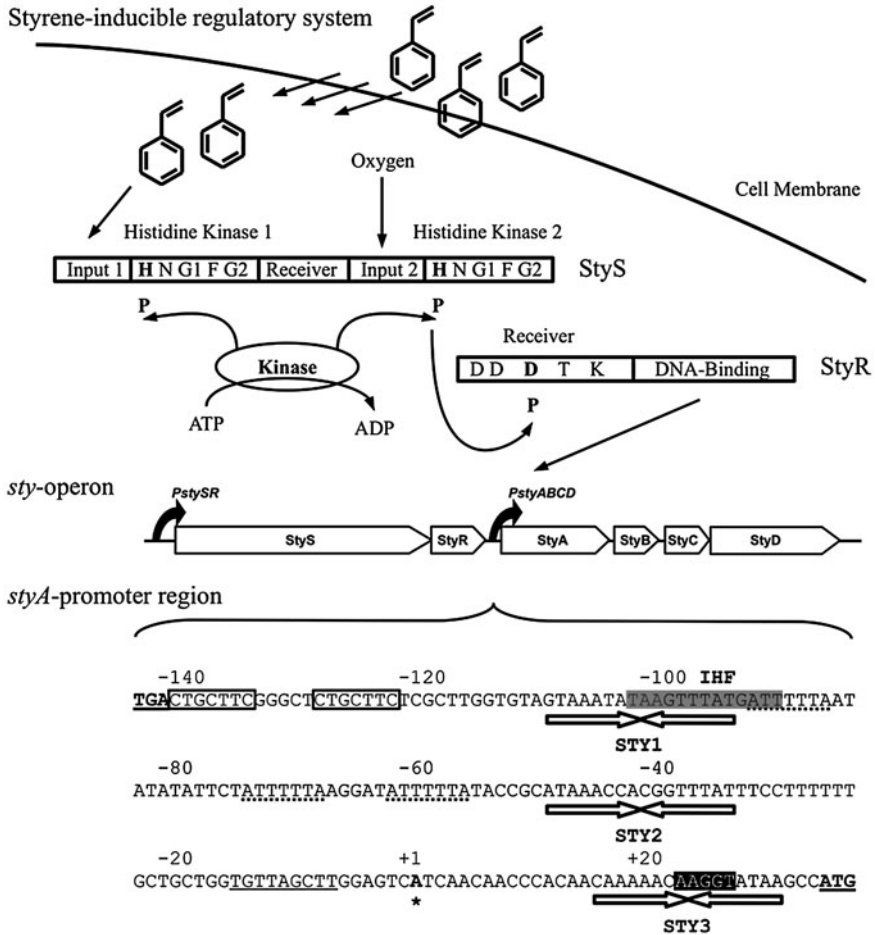 Styrene-inducible regulatory system
Oxygen
Cell Membrane
Histidine Kinase 1 Histidine Kinase 2
Input 1 H N G1 F G2 Receiver Input 2 H N G1 F G2 StyS
P P
Receiver
Kinase
D D D T K DNA-Binding StyR
P
ATP ADP
sty-operon
PstySR PstyABCD
StyS StyR StyA StyB StyC StyD
styA-promoter region
-140 -120 -100 IHF
TGACTGCTTCGGGCTCTGCTTCTCGCTTGGTGTAGTAAATATAAGTTTATGATTTTTAAT
STY1
-80 -60 -40
ATATATTCTATTTTTAAGGATATTTTTATACCGCATAAACCACGGTTTATTTCCTTTTTT
STY2
-20 +1 +20
GCTGCTGGTGTTAGCTTGGAGTCATCAACAACCCACAACAAAAACAAGGTATAAGCCATG
*
STY3